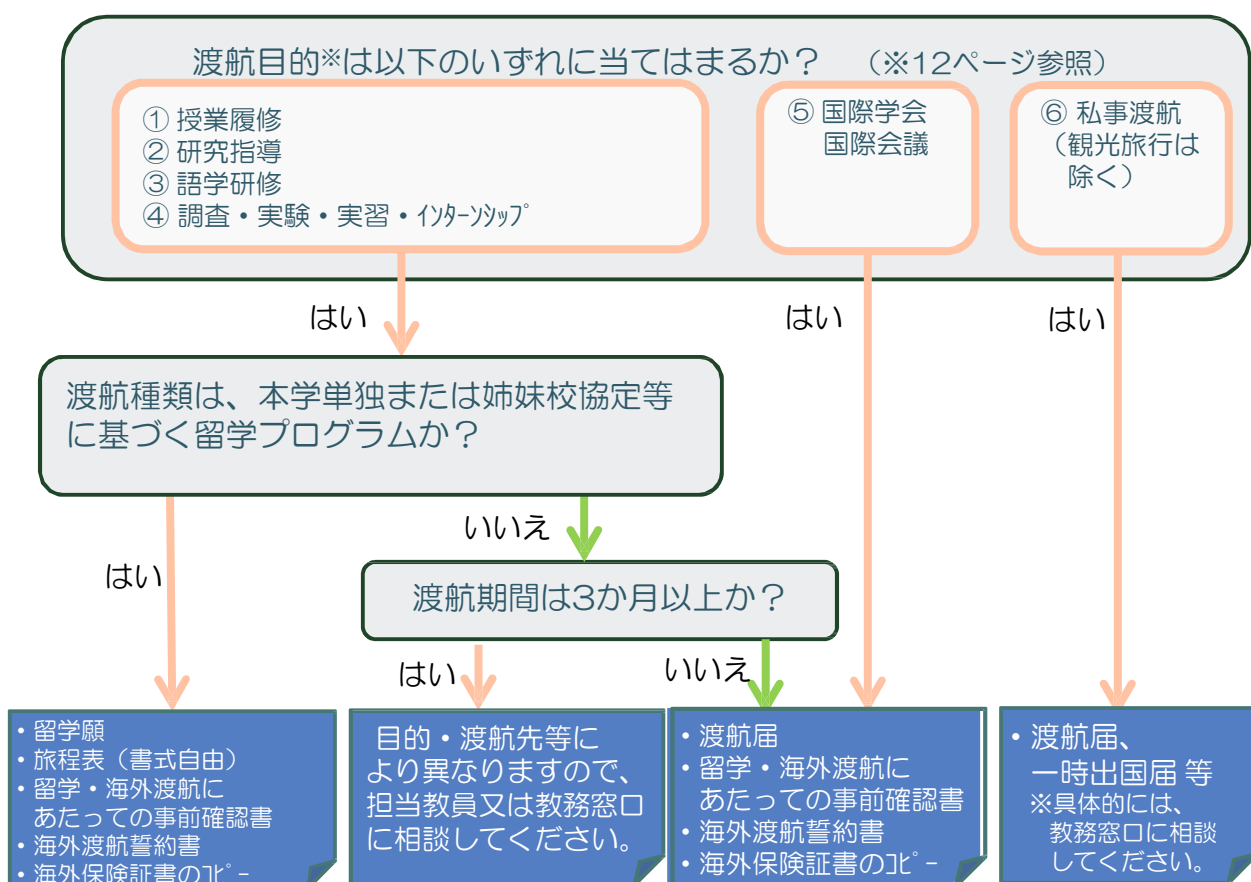 渡航目的※は以下のいずれに当てはまるか？　（※12ページ参照）
① 授業履修
② 研究指導
③ 語学研修
④ 調査・実験・実習・ｲﾝﾀｰﾝｼｯﾌﾟ
⑤ 国際学会
国際会議
⑥ 私事渡航
（観光旅行は
除く）
はい
はい
はい
渡航種類は、本学単独または姉妹校協定等
に基づく留学プログラムか？
はい
いいえ
渡航期間は3か月以上か？
はい
いいえ
・留学願
・旅程表（書式自由）
・留学・海外渡航に
あたっての事前確認書
・海外渡航誓約書
・海外保険証書のｺﾋﾟｰ
目的・渡航先等に
より異なりますので、
担当教員又は教務窓口
に相談してください。
・渡航届
・留学・海外渡航に
あたっての事前確認書
・海外渡航誓約書
・海外保険証書のｺﾋﾟｰ
・渡航届、
一時出国届 等
※具体的には、
教務窓口に相談
してください。